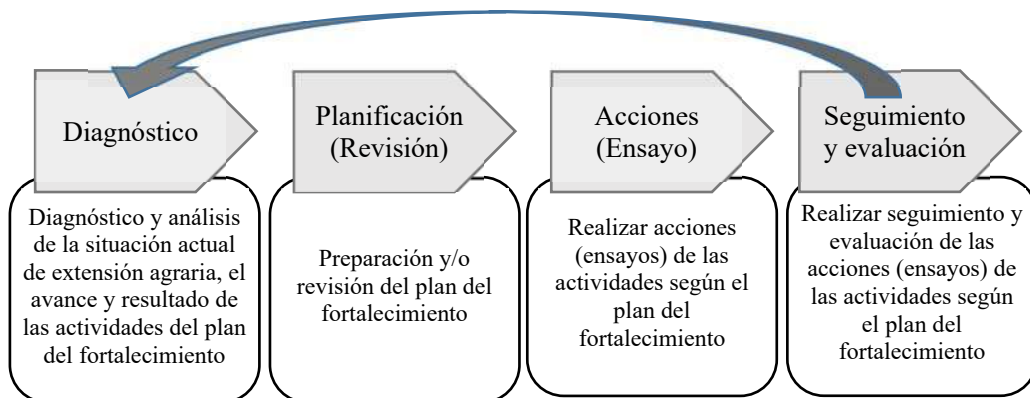 Diagnóstico
Planificación
(Revisión)
Acciones
(Ensayo)
Seguimiento
y evaluación
Diagnóstico y análisis
de la situación actual
de extensión agraria, el
avance y resultado de
las actividades del plan
del fortalecimiento
Preparación y/o
revisión del plan del
fortalecimiento
Realizar acciones
(ensayos) de las
actividades según el
plan del
fortalecimiento
Realizar seguimiento y
evaluación de las
acciones (ensayos) de
las actividades según
el plan del
fortalecimiento